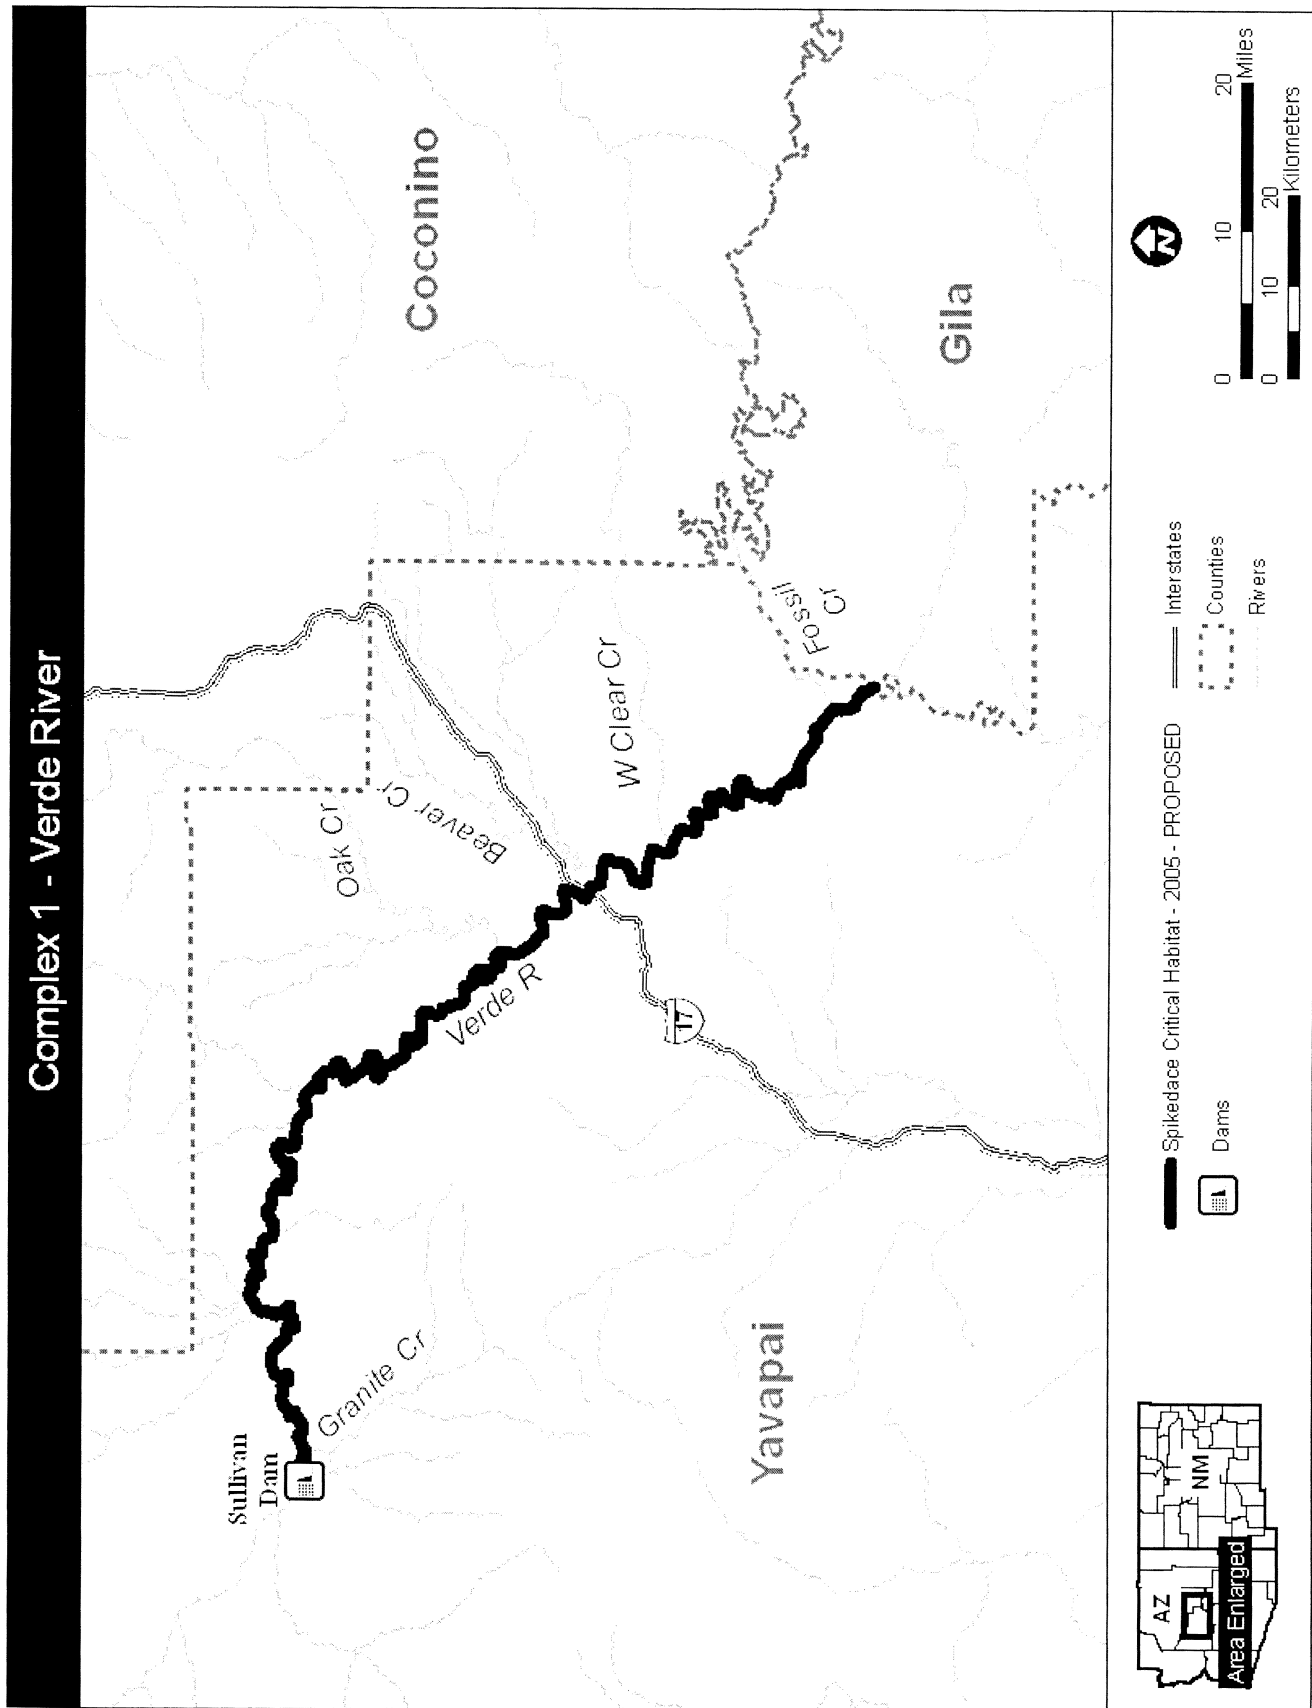 Complex 1 - Verde River
Coconino
Oak Cr
Beaver Cr
Sullivan
Dam
Granite Cr
Verde R
W Clear Cr
Fossil
Cr
17
Yavapai
Gila
AZ
NM
Area Enlarged
Spikedace Critical Habitat - 2005 - PROPOSED
Dams
Interstates
Counties
Rivers
N
0 10 20
Miles
0 10 20
Kilometers